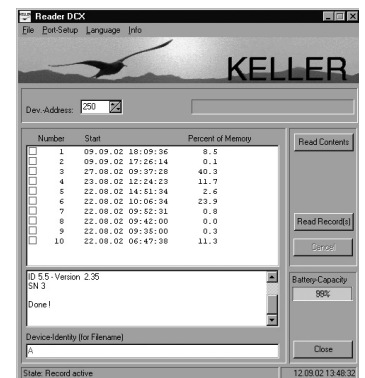 Reader DCX
File Port-Setup Language Info
KELLER
Dev.-Address: 250
Number Start Percent of Memory
1 09.09.02 18:09:36 8.5
2 09.09.02 17:26:14 0.1
3 27.08.02 09:37:28 40.3
4 23.08.02 12:24:23 11.7
5 22.08.02 14:51:34 2.6
6 22.08.02 10:06:34 23.9
7 22.08.02 09:52:31 0.8
8 22.08.02 09:42:00 0.0
9 22.08.02 09:35:00 0.3
10 22.08.02 06:47:38 11.3
Read Contents
Read Record(s)
Cancel
ID 5.5 - Version 2.35
SN 3
Done !
Battery-Capacity
99%
Device-Identity (for Filename)
A
Close
State: Record active
12.09.02 13:48:32